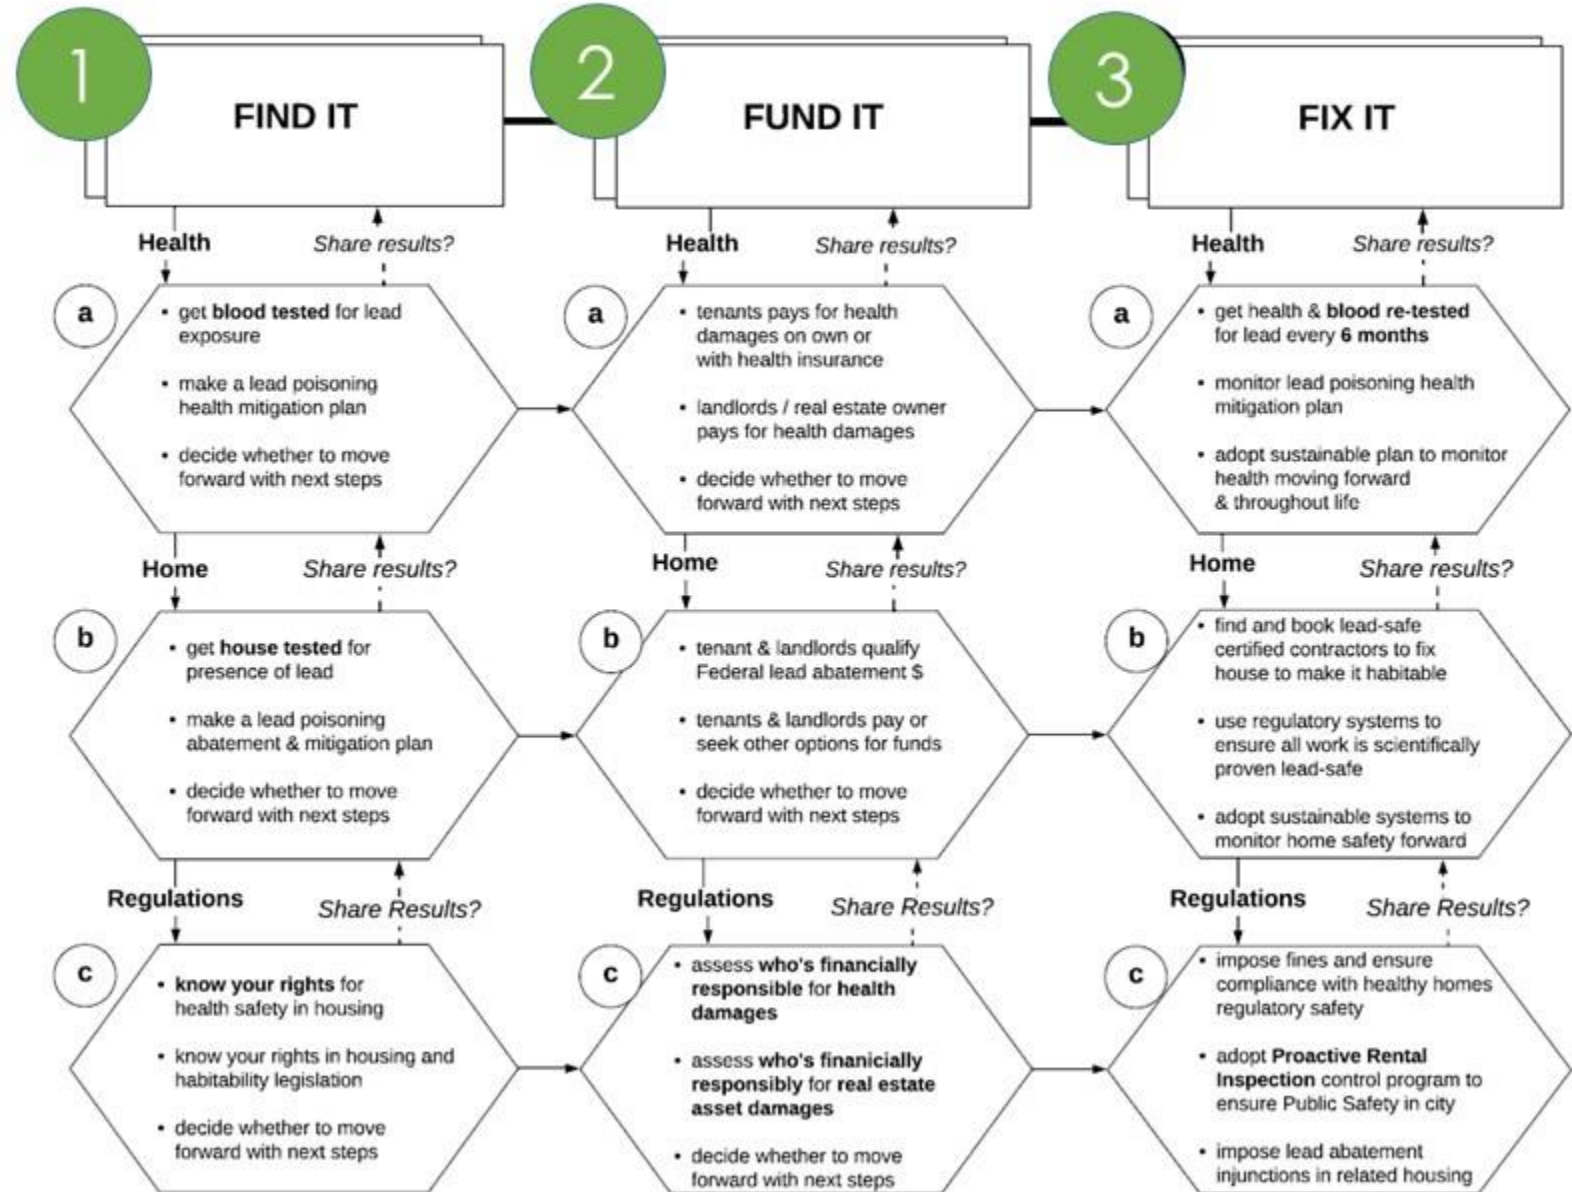 1
FIND IT
Health
Share results?
a
• get blood tested for lead
exposure
• make a lead poisoning
health mitigation plan
• decide whether to move
forward with next steps
Home
Share results?
b
• get house tested for
presence of lead
• make a lead poisoning
abatement & mitigation plan
• decide whether to move
forward with next steps
Regulations
Share Results?
c
• know your rights for
health safety in housing
• know your rights in housing and
habitability legislation
• decide whether to move
forward with next steps
2
FUND IT
Health
Share results?
a
• tenants pays for health
damages on own or
with health insurance
• landlords / real estate owner
pays for health damages
• decide whether to move
forward with next steps
Home
Share results?
b
• tenant & landlords qualify
Federal lead abatement $
• tenants & landlords pay or
seek other options for funds
• decide whether to move
forward with next steps
Regulations
Share Results?
c
• assess who's financially
responsible for health
damages
• assess who's finanicially
responsibly for real estate
asset damages
• decide whether to move
forward with next steps
3
FIX IT
Health
Share results?
a
• get health & blood re-tested
for lead every 6 months
• monitor lead poisoning health
mitigation plan
• adopt sustainable plan to monitor
health moving forward
& throughout life
Home
Share results?
b
• find and book lead-safe
certified contractors to fix
house to make it habitable
• use regulatory systems to
ensure all work is scientifically
proven lead-safe
• adopt sustainable systems to
monitor home safety forward
Regulations
Share Results?
c
• impose fines and ensure
compliance with healthy homes
regulatory safety
• adopt Proactive Rental
Inspection control program to
ensure Public Safety in city
• impose lead abatement
injunctions in related housing